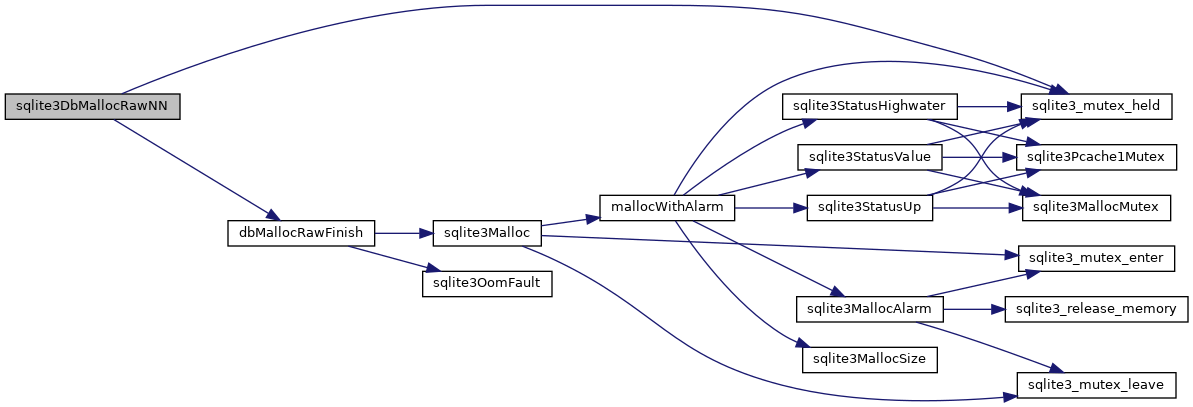 sqlite3DbMallocRawNN
dbMallocRawFinish
sqlite3Malloc
sqlite3OomFault
mallocWithAlarm
sqlite3StatusHighwater
sqlite3StatusValue
sqlite3StatusUp
sqlite3MallocAlarm
sqlite3MallocSize
sqlite3_mutex_held
sqlite3Pcache1Mutex
sqlite3MallocMutex
sqlite3_mutex_enter
sqlite3_release_memory
sqlite3_mutex_leave